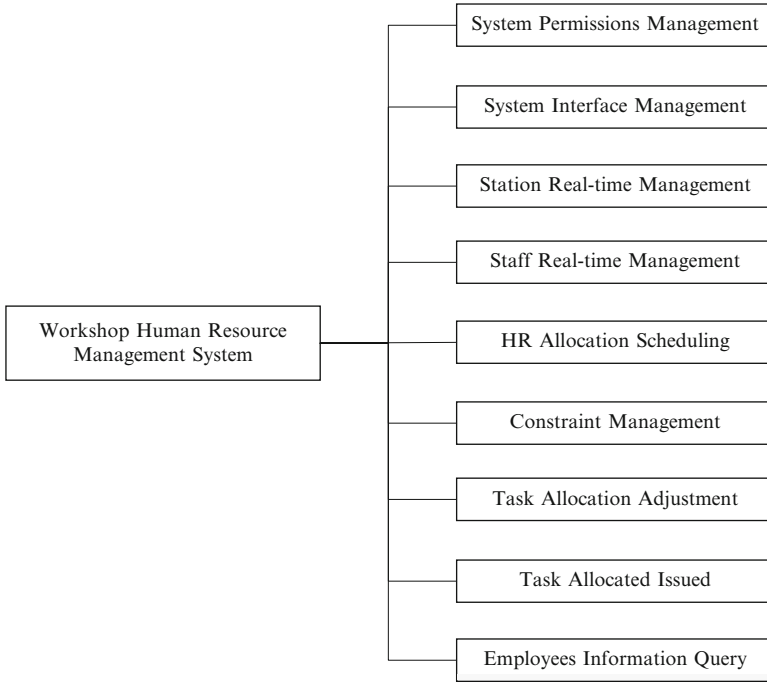 System Permissions Management
System Interface Management
Station Real-time Management
Staff Real-time Management
Workshop Human Resource
Management System
HR Allocation Scheduling
Constraint Management
Task Allocation Adjustment
Task Allocated Issued
Employees Information Query